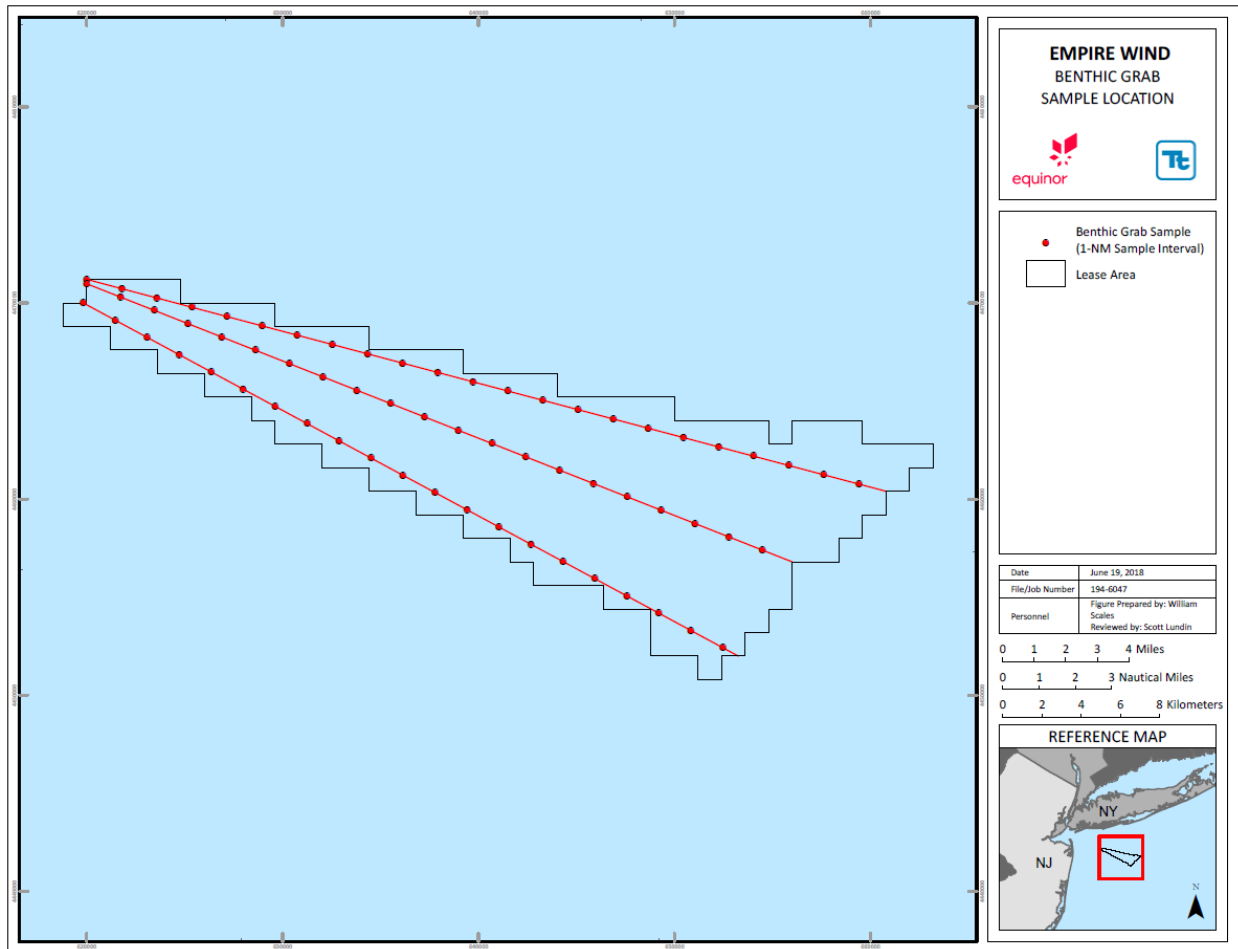 EMPIRE WIND
BENTHIC GRAB
SAMPLE LOCATION
equinor
Tt
Benthic Grab Sample
(1-NM Sample Interval)
Lease Area
Date June 19, 2018
File/Job Number 194-6047
Personnel Figure Prepared by: William
Scales
Reviewed by: Scott Lundin
0 1 2 3 4 Miles
0 1 2 3 Nautical Miles
0 2 4 6 8 Kilometers
REFERENCE MAP
NY
NJ
N